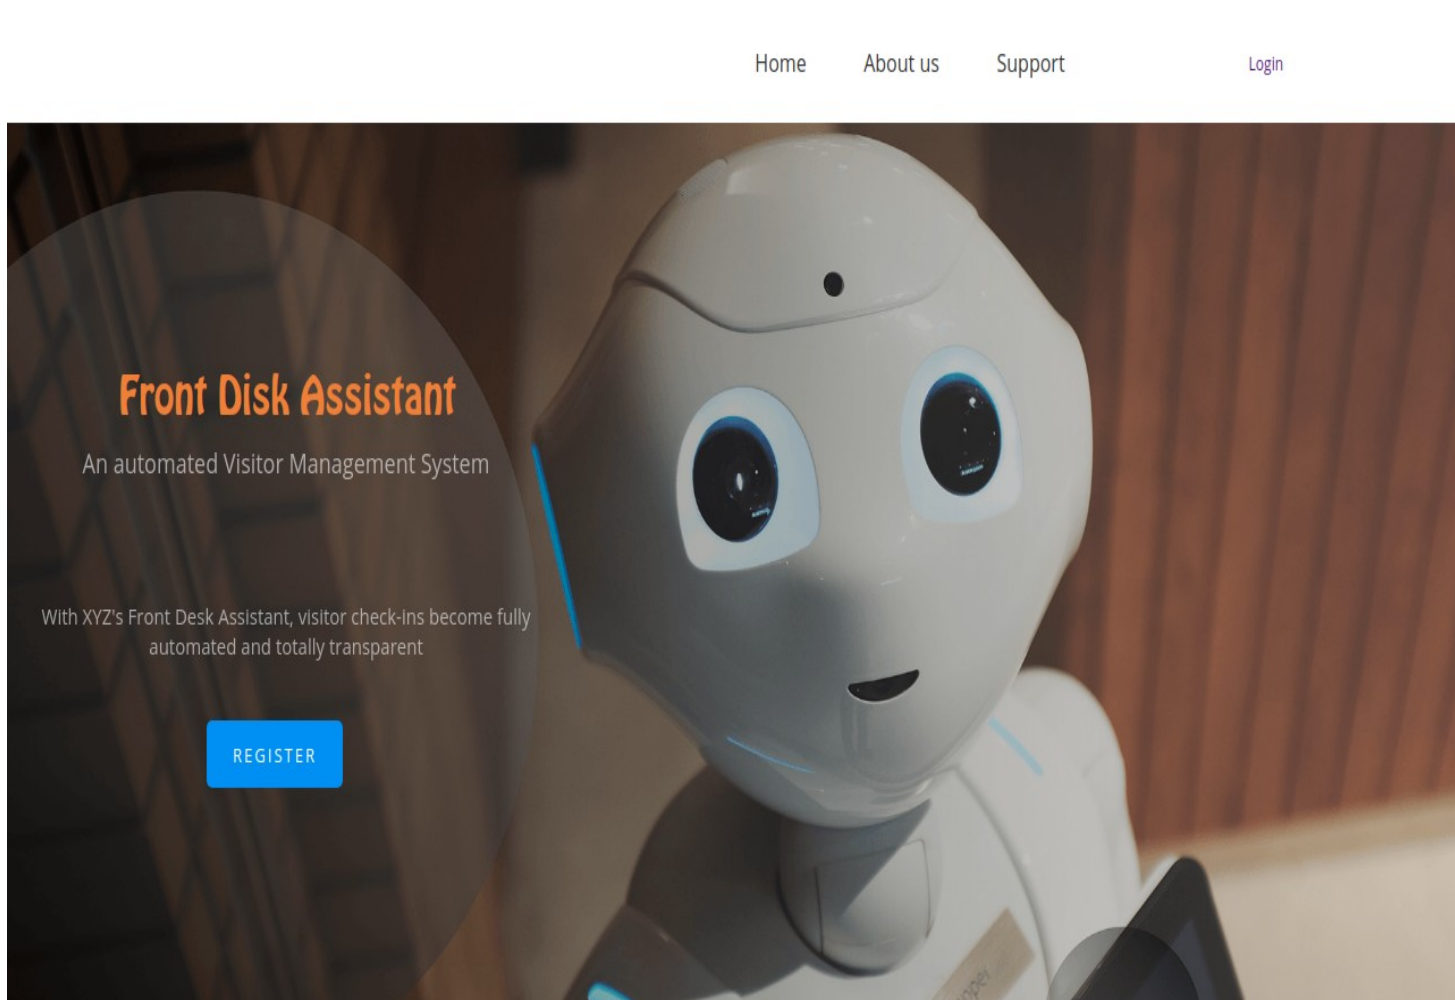 Home About us Support Login
Front Disk Assistant
An automated Visitor Management System
With XYZ's Front Desk Assistant, visitor check-ins become fully
automated and totally transparent
REGISTER